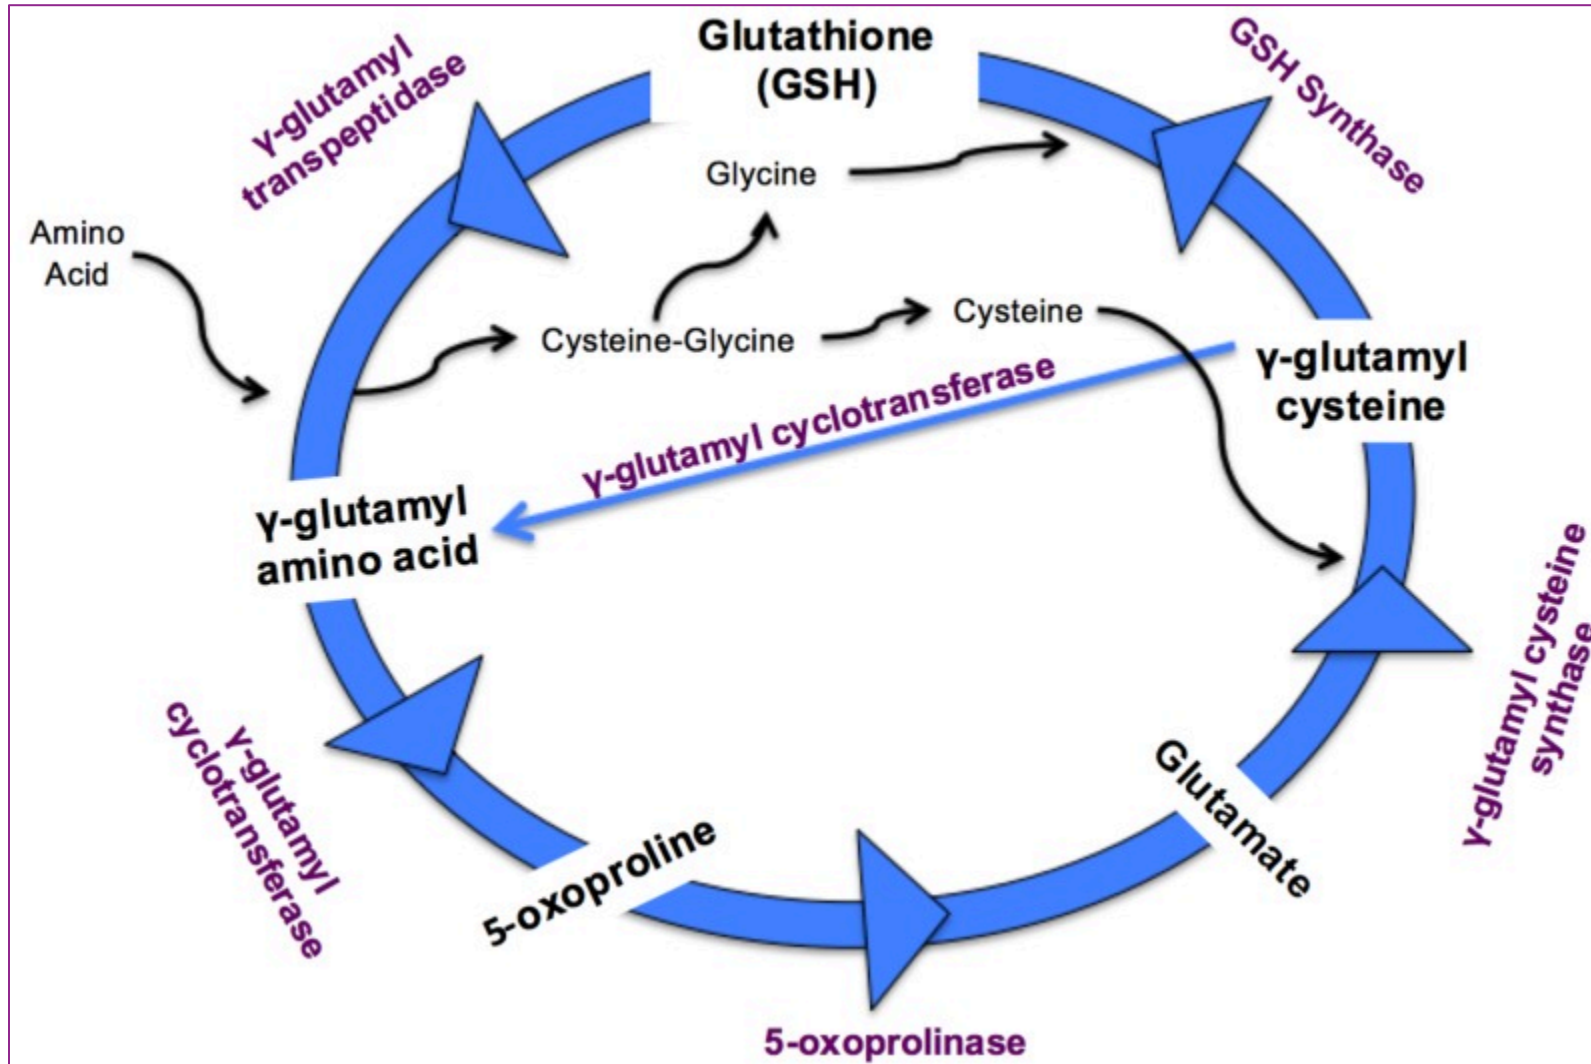 Glutathione
(GSH)
γ-glutamyl
transpeptidase
GSH Synthase
Glycine
Amino
Acid
Cysteine-Glycine
Cysteine
γ-glutamyl
cysteine
γ-glutamyl cyclotransferase
γ-glutamyl
amino acid
γ-glutamyl cysteine
synthase
γ-glutamyl
cyclotransferase
Glutamate
5-oxoproline
5-oxoprolinase